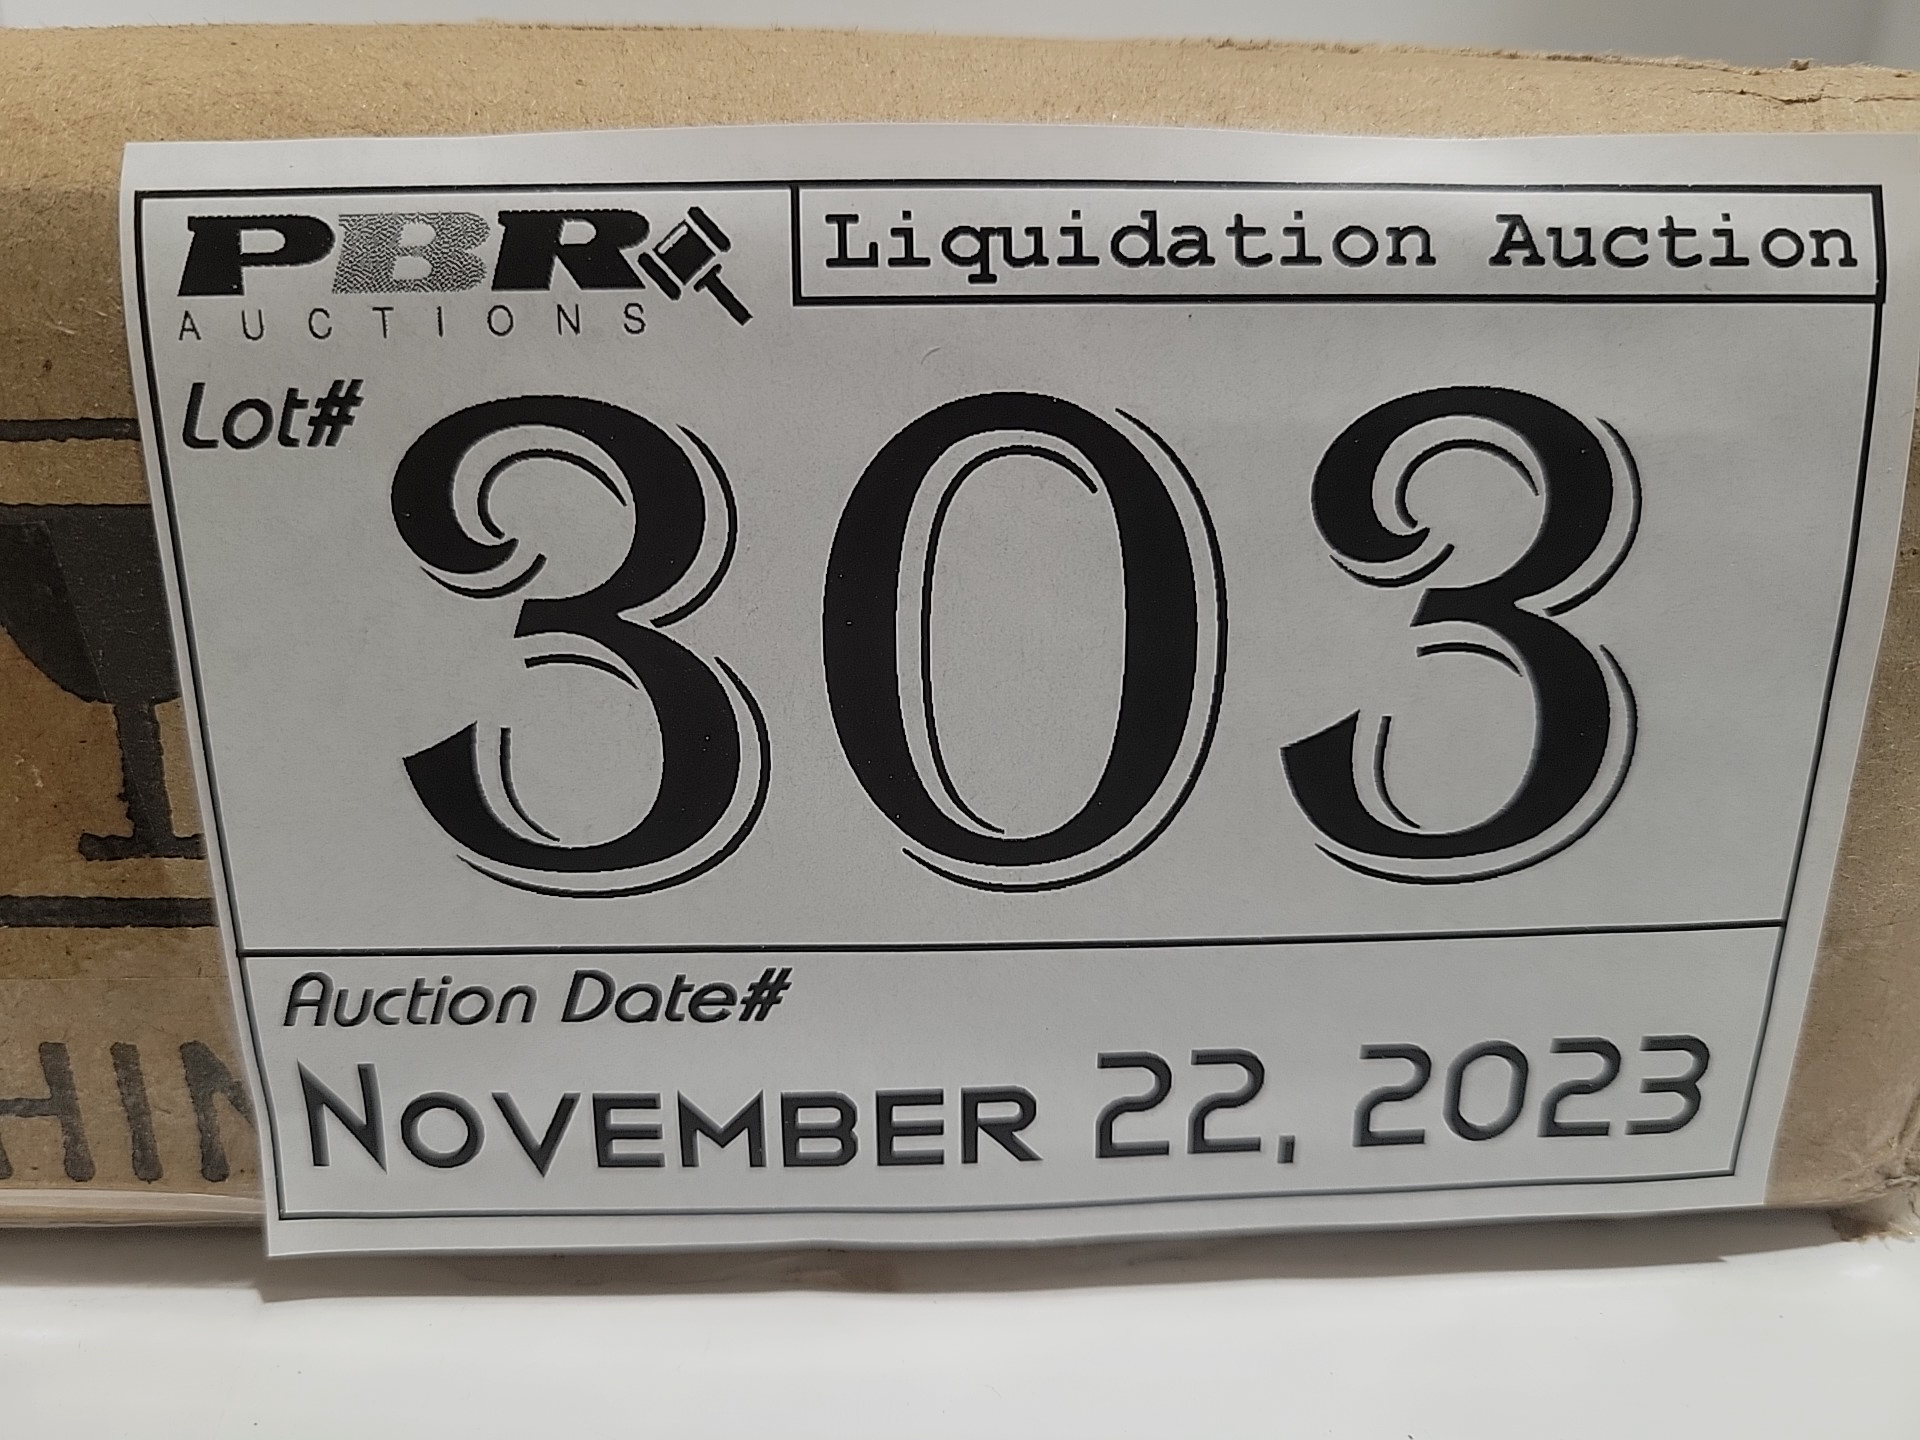 PBR
AUCTIONS
Liquidation Auction
Lot#
303
Auction Date#
NOVEMBER 22, 2023